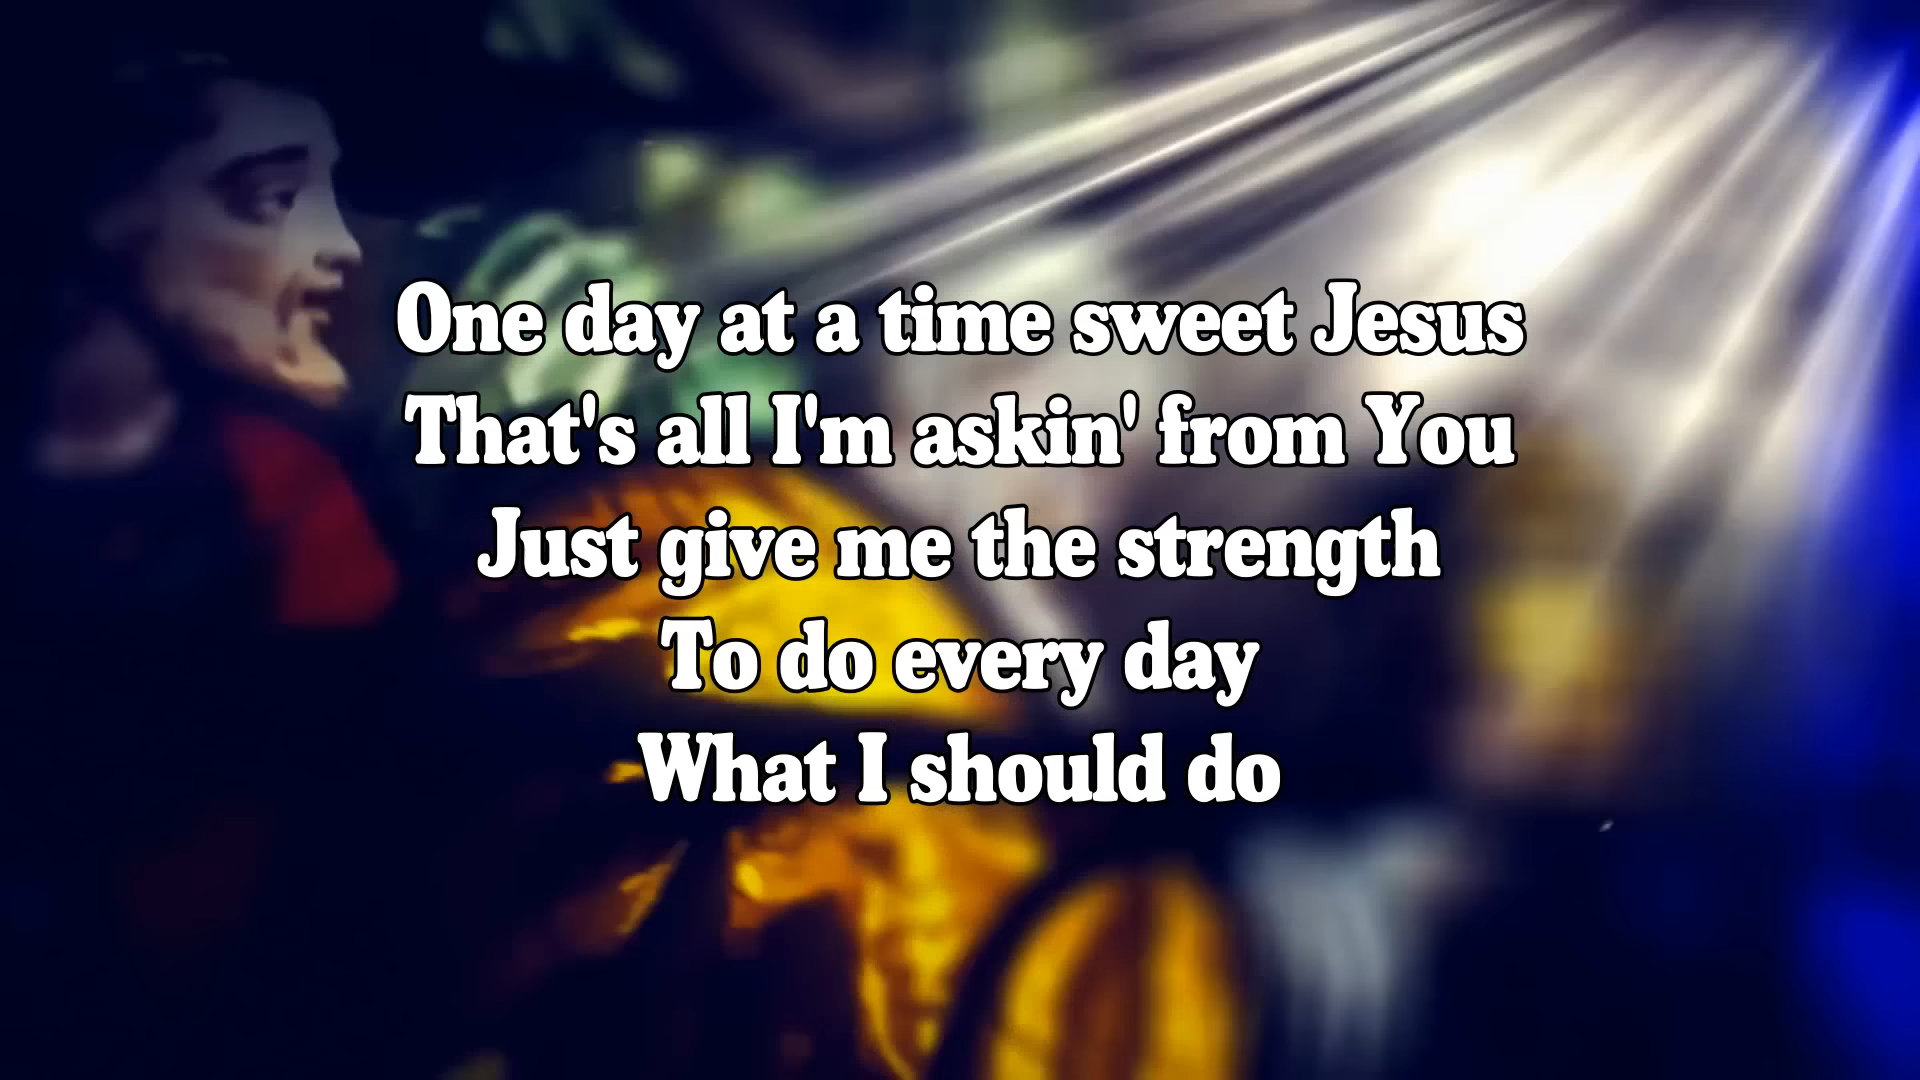 One day at a time sweet Jesus
That's all I'm askin' from You
Just give me the strength
To do every day
What I should do